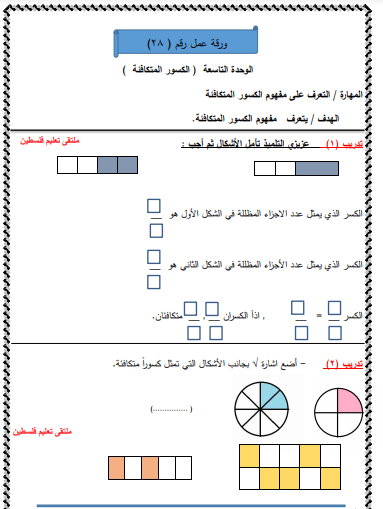 ورقة عمل رقم ( ٢٨ )
الوحدة التاسعة ( الكسور المتكافئة )
المهارة / التعرف على مفهوم الكسور المتكافئة
الهدف / يتعرف مفهوم الكسور المتكافئة.
تدريب (١) عزيزي التلميذ تأمل الأشكال ثم أجب :
ملتقى تعليم فلسطين
الكسر الذي يمثل عدد الاجزاء المظللة في الشكل الأول هو
الكسر الذي يمثل عدد الأجزاء المظللة في الشكل الثاني هو
الكسر = , اذاً الكسران , متكافئان.
تدريب (٢) – أضع اشارة √ بجانب الأشكال التي تمثل كسوراً متكافئة.
(...............)
ملتقى تعليم فلسطين